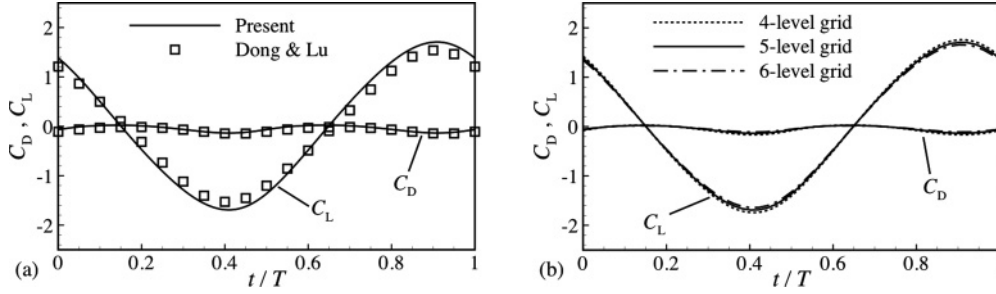 Present
Dong & Lu
C_D , C_L
2
1
0
-1
-2
C_D
C_L
0
0.2
0.4
0.6
0.8
1
t / T
(a)
4-level grid
5-level grid
6-level grid
C_D , C_L
2
1
0
-1
-2
C_D
C_L
0
0.2
0.4
0.6
0.8
1
t / T
(b)